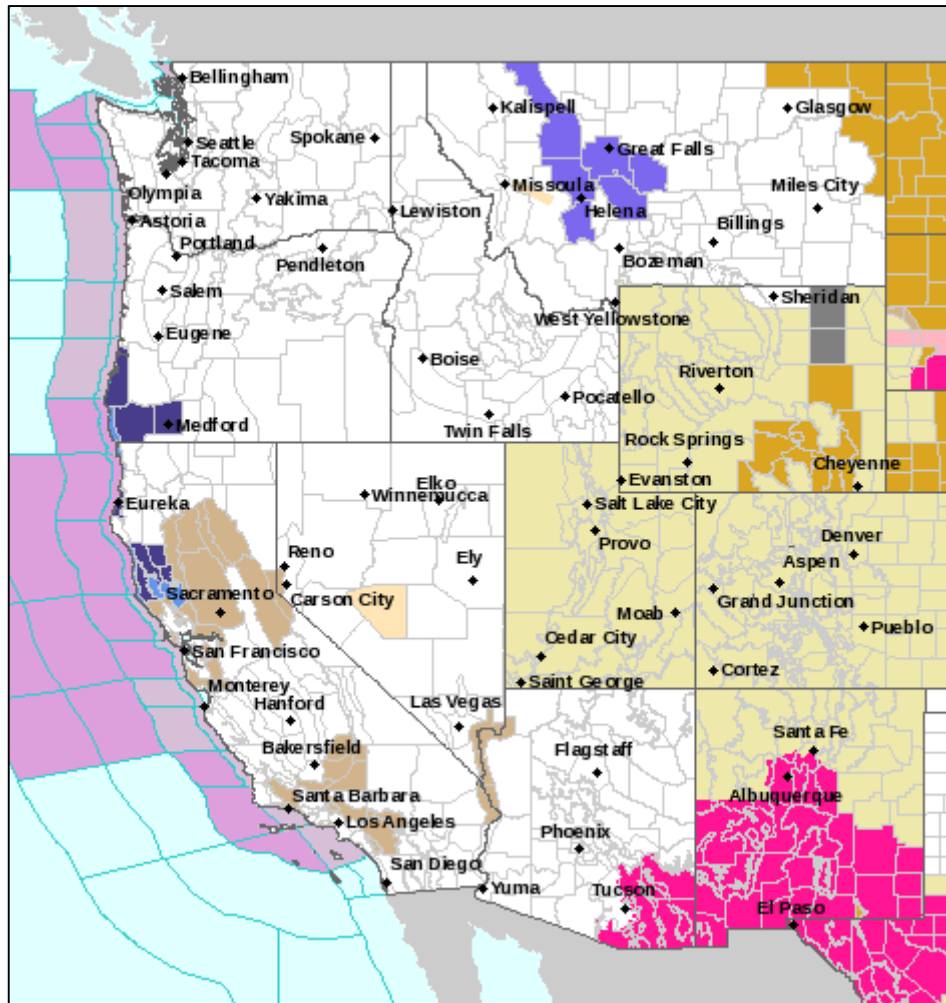 Bellingham
Kalispell
Glasgow
Seattle
Spokane
Great Falls
Tacoma
Missoula
Miles City
Olympia
Yakima
Helena
Lewiston
Astoria
Billings
Portland
Bozeman
Pendleton
Salem
Sheridan
West Yellowstone
Eugene
Boise
Riverton
Pocatello
Medford
Twin Falls
Rock Springs
Cheyenne
Elko
Evanston
Winnemucca
Eureka
Salt Lake City
Provo
Denver
Reno
Ely
Aspen
Sacramento
Carson City
Grand Junction
Moab
Pueblo
Cedar City
San Francisco
Cortez
Saint George
Monterey
Hanford
Las Vegas
Santa Fe
Bakersfield
Flagstaff
Albuquerque
Santa Barbara
Los Angeles
Phoenix
San Diego
Yuma
Tucson
El Paso